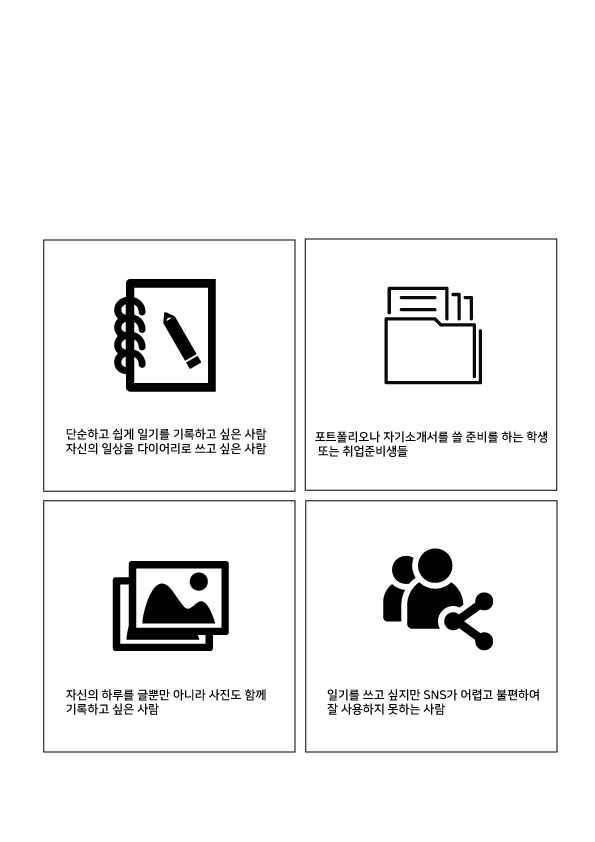 단순하고 쉽게 일기를 기록하고 싶은 사람
자신의 일상을 다이어리로 쓰고 싶은 사람
포트폴리오나 자기소개서를 쓸 준비를 하는 학생
또는 취업준비생들
자신의 하루를 글뿐만 아니라 사진도 함께
기록하고 싶은 사람
일기를 쓰고 싶지만 SNS가 어렵고 불편하여
잘 사용하지 못하는 사람